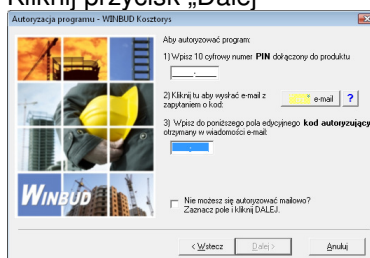 Kliknij przycisk „Dalej”
Autoryzacja programu - WINBUD Kosztorys
Aby autoryzować program:
1) Wpisz 10 cyfrowy numer PIN dołączony do produktu
2) Kliknij tu aby wysłać e-mail z
zapytaniem o kod:
e-mail
?
3) Wpisz do poniższego pola edycyjnego kod autoryzujący
otrzymany w wiadomości e-mail:
WINBUD
Nie możesz się autoryzować mailowo?
Zaznacz pole i kliknij DALEJ.
< Wstecz
Dalej >
Anuluj